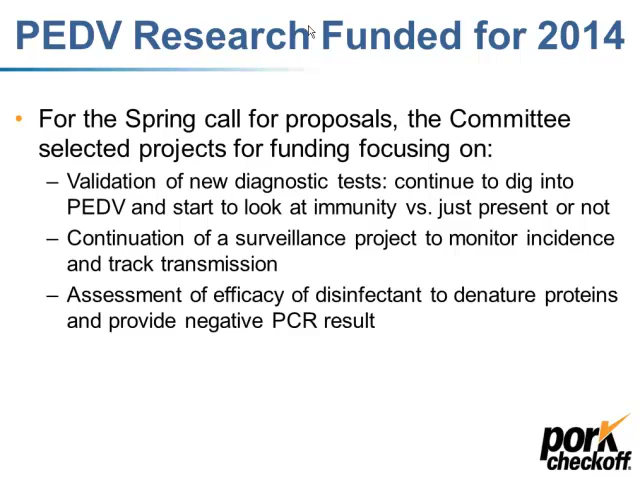 PEDV Research Funded for 2014
• For the Spring call for proposals, the Committee
selected projects for funding focusing on:
– Validation of new diagnostic tests: continue to dig into
PEDV and start to look at immunity vs. just present or not
– Continuation of a surveillance project to monitor incidence
and track transmission
– Assessment of efficacy of disinfectant to denature proteins
and provide negative PCR result
pork
checkoff.